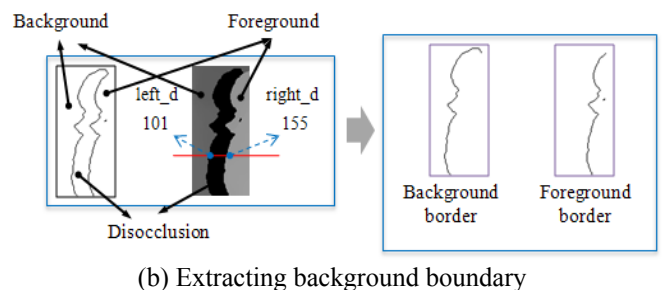 Background
Foreground
left_d
right_d
101
155
Disocclusion
Background
border
Foreground
border
(b) Extracting background boundary